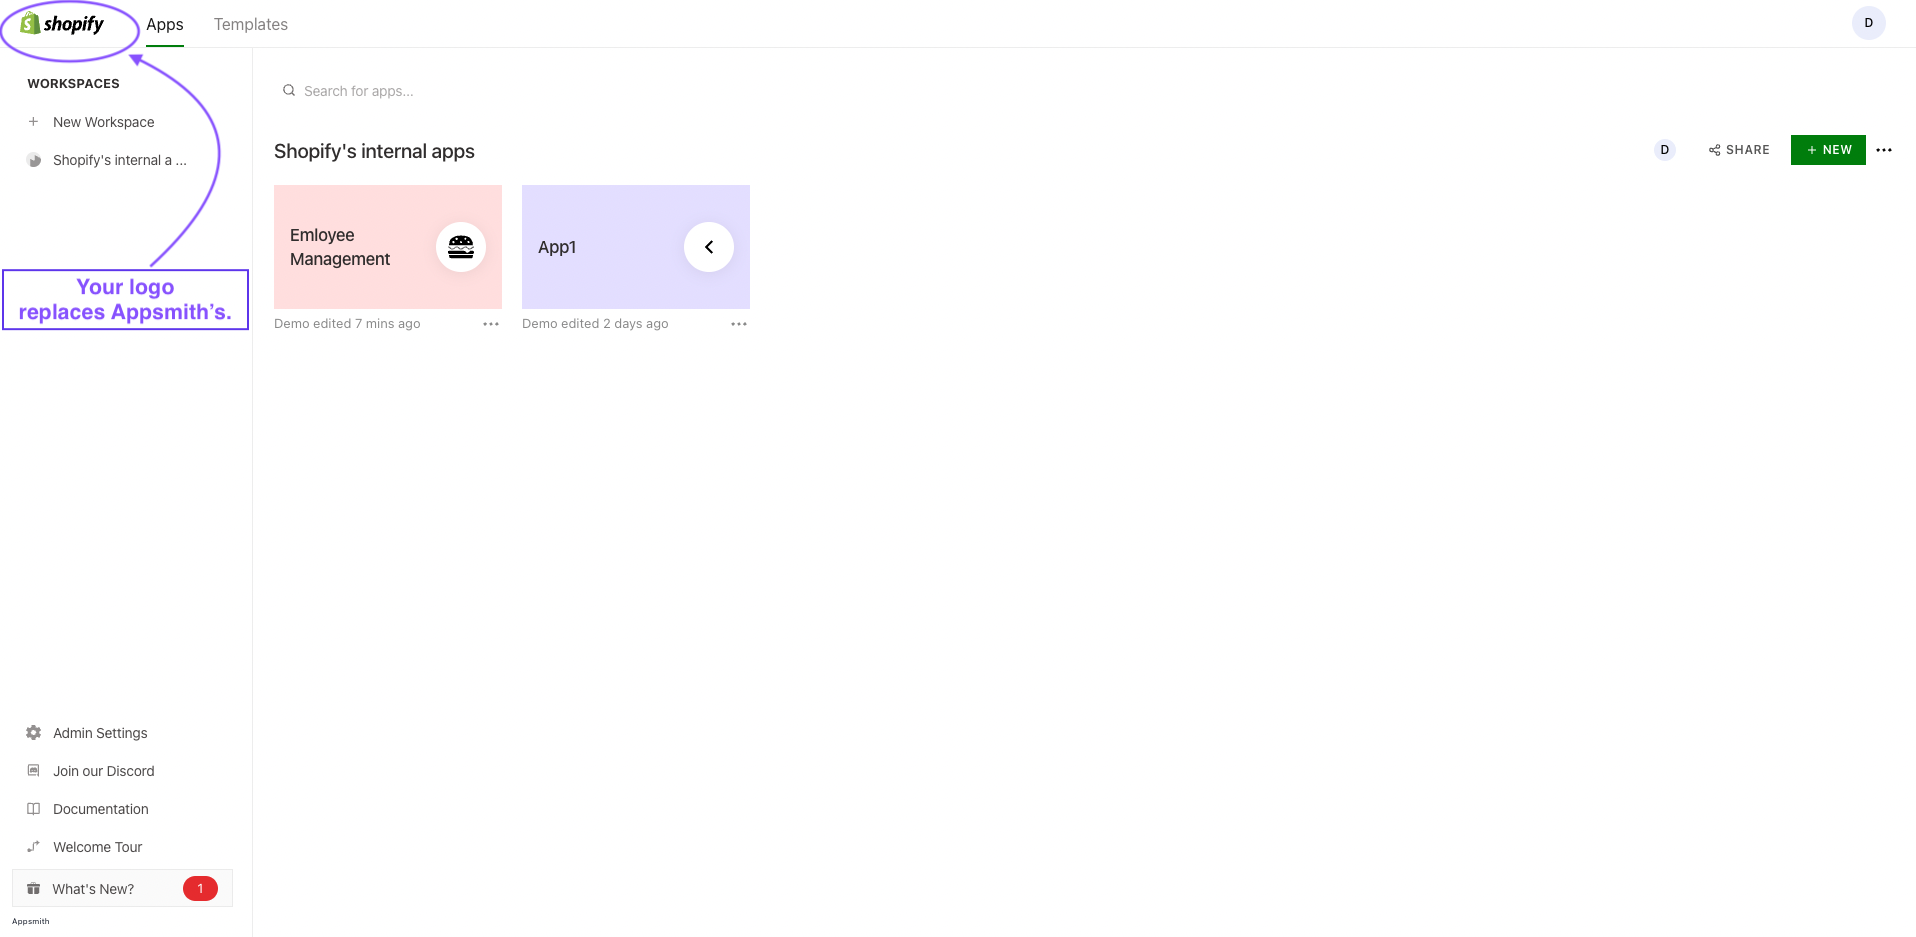 shopify
Apps
Templates
D
WORKSPACES
New Workspace
Shopify's internal a ...
Your logo
replaces Appsmith’s.
Search for apps...
Shopify's internal apps
D
SHARE
+ NEW
Emloyee
Management
App1
Demo edited 7 mins ago
Demo edited 2 days ago
Admin Settings
Join our Discord
Documentation
Welcome Tour
What's New?
1
Appsmith